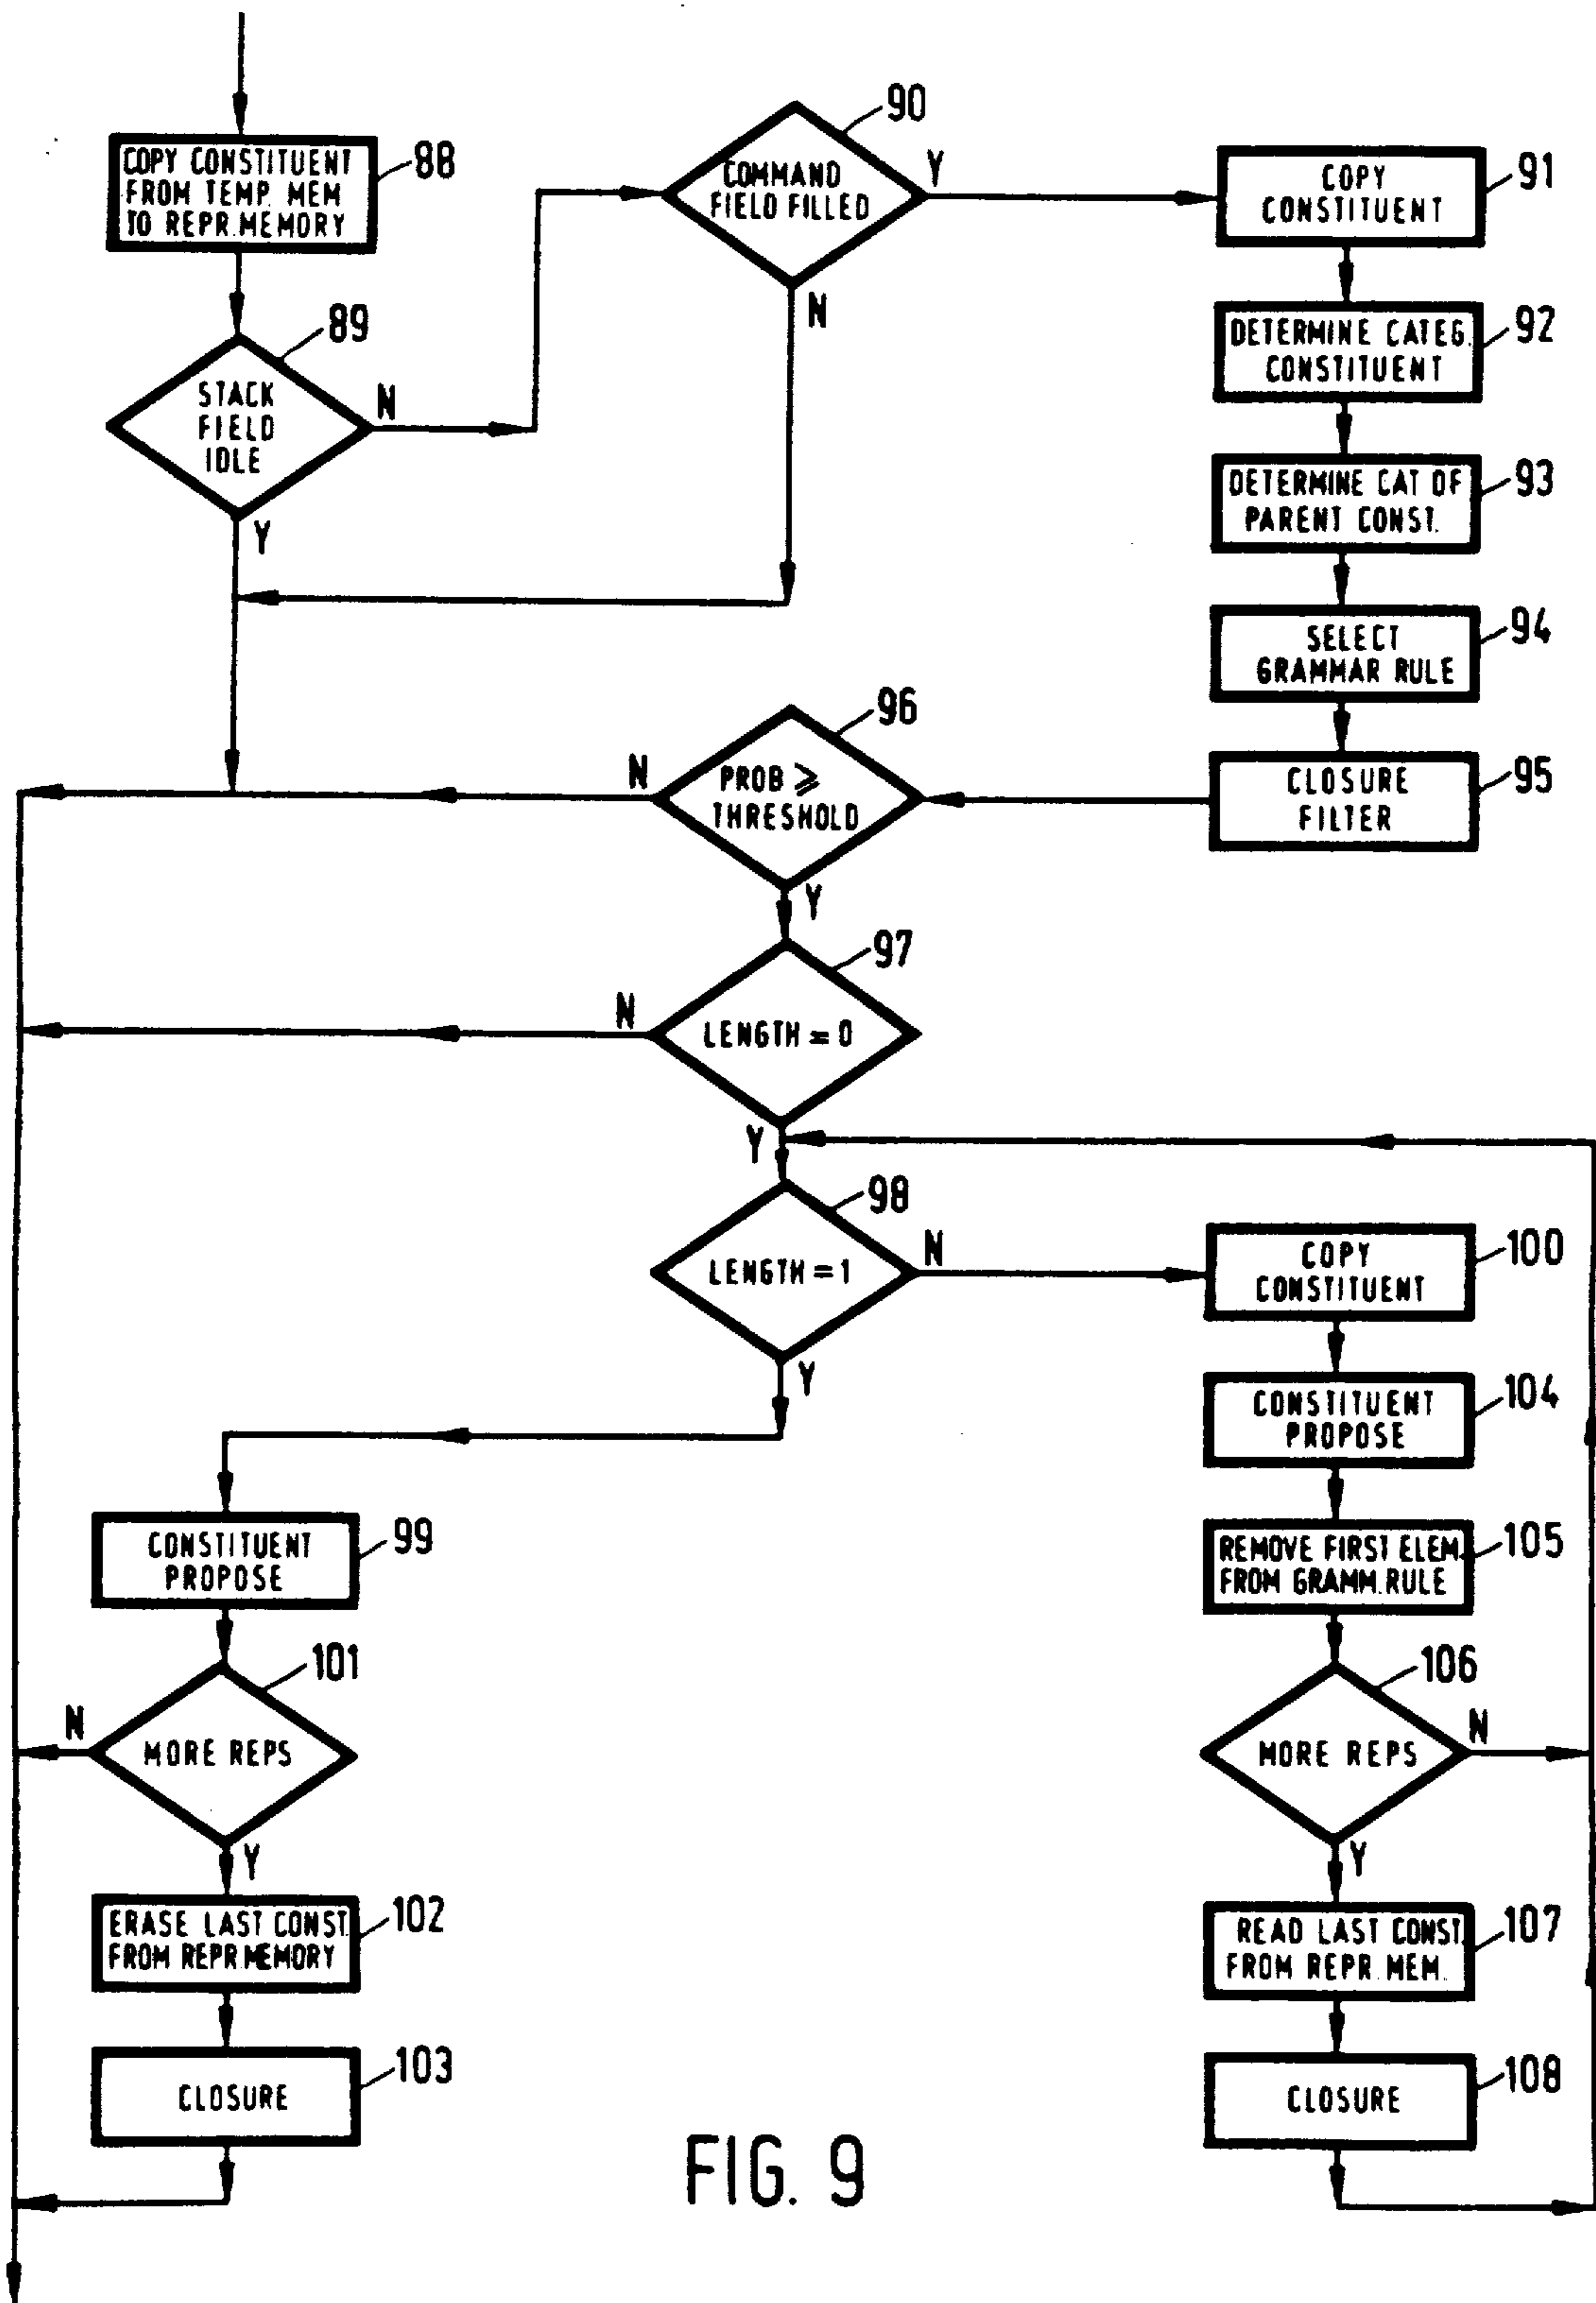 COPY CONSTITUENT
FROM TEMP. MEM
TO REPR.MEMORY
88
STACK
FIELD
IDLE
89
N
Y
COMMAND
FIELD FILLED
90
Y
N
COPY
CONSTITUENT
91
DETERMINE CATEG.
CONSTITUENT
92
DETERMINE CAT OF
PARENT CONST.
93
SELECT
GRAMMAR RULE
94
CLOSURE
FILTER
95
PROB ⩾
THRESHOLD
96
N
Y
LENGTH = 0
97
N
Y
LENGTH = 1
98
N
Y
COPY
CONSTITUENT
100
CONSTITUENT
PROPOSE
104
REMOVE FIRST ELEM.
FROM GRAMM.RULE
105
MORE REPS
106
N
Y
READ LAST CONST.
FROM REPR. MEM.
107
CLOSURE
108
CONSTITUENT
PROPOSE
99
MORE REPS
101
N
Y
ERASE LAST CONST.
FROM REPR.MEMORY
102
CLOSURE
103
FIG. 9